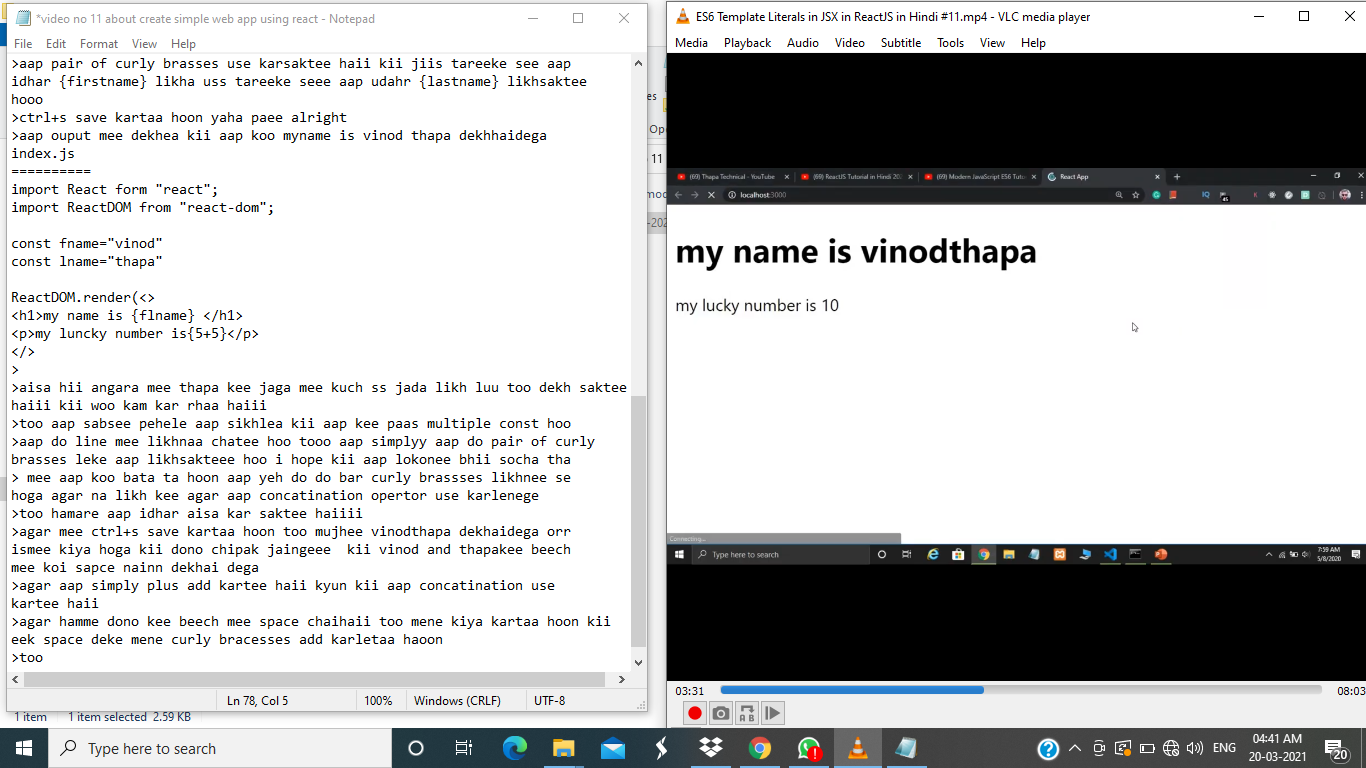 *video no 11 about create simple web app using react - Notepad
File Edit Format View Help
>aap pair of curly brasses use karsaktee haii kii jiis tareeke see aap
idhar {firstname} likha uss tareeke seee aap udahr {lastname} likhsaktee
hooo
>ctrl+s save kartaa hoon yaha paee alright
>aap ouput mee dekhea kii aap koo myname is vinod thapa dekhhaidega
index.js
==========
import React form "react";
import ReactDOM from "react-dom";
const fname="vinod"
const lname="thapa"
ReactDOM.render(<>
<h1>my name is {flname} </h1>
<p>my luncky number is{5+5}</p>
</>
>
>aisa hii angara mee thapa kee jaga mee kuch ss jada likh luu too dekh saktee
haiii kii woo kam kar rhaa haiii
>too aap sabsee pehele aap sikhlea kii aap kee paas multiple const hoo
>aap do line mee likhnaa chatee hoo tooo aap simplyy aap do pair of curly
brasses leke aap likhsakteee hoo i hope kii aap lokonee bhii socha tha
> mee aap koo bata ta hoon aap yeh do do bar curly brassses likhnee se
hoga agar na likh kee agar aap concatination opertor use karlenege
>too hamare aap idhar aisa kar saktee haiiii
>agar mee ctrl+s save kartaa hoon too mujhee vinodthapa dekhaidega orr
ismee kiya hoga kii dono chipak jaingeee  kii vinod and thapakee beech
mee koi sapce nainn dekhai dega
>agar aap simply plus add kartee haii kyun kii aap concatination use
kartee haii
>agar hamme dono kee beech mee space chaihaii too mene kiya kartaa hoon kii
eek space deke mene curly bracesses add karletaa haoon
>too
Ln 78, Col 5 100% Windows (CRLF) UTF-8
1 item 1 item selected 2.59 KB
es
Ope
11
mod
-202
ES6 Template Literals in JSX in ReactJS in Hindi #11.mp4 - VLC media player
Media Playback Audio Video Subtitle Tools View Help
(69) Thapa Technical - YouTube (69) ReactJS Tutorial in Hindi 20 (69) Modern JavaScript ES6 Tut React App
localhost:3000
45
my name is vinodthapa
my lucky number is 10
Connecting...
Type here to search
7:59 AM
5/8/2020
03:31 08:03
A B
Type here to search
ENG
04:41 AM
20-03-2021
20